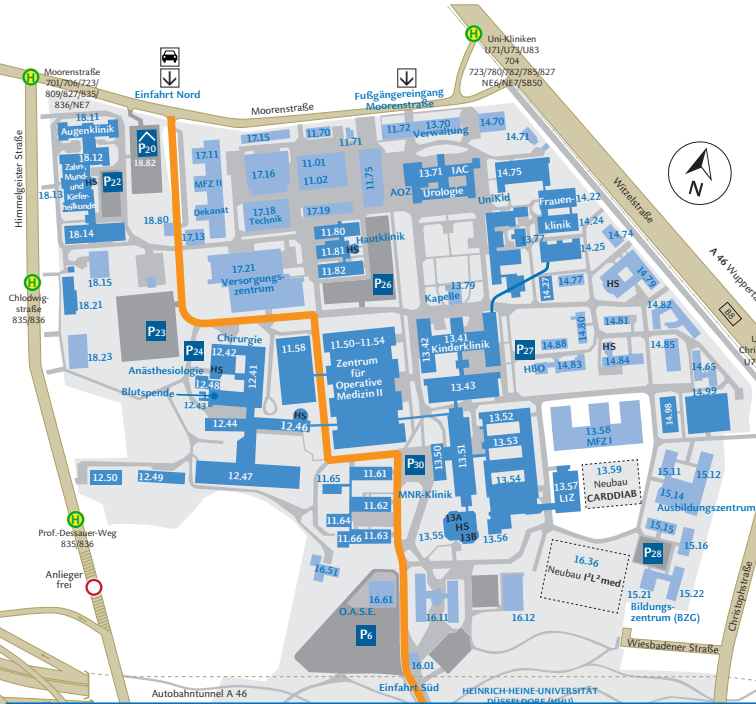 H
Uni-Kliniken
U71/U73/U83
704
723/780/782/785/827
NE6/NE7/SB50
H
Moorenstraße
701/706/723/
809/827/835/
836/NE7
Einfahrt Nord
Fußgängereingang
Moorenstraße
Moorenstraße
Himmelgeister Straße
Witzelstraße
N
A 46 Wuppertal
B8
18.11
Augenklinik
18.12
Zahn-,
Mund-
und
Kiefer-
heilkunde
HS
18.13
P22
P20
18.82
18.14
18.80
18.15
18.21
18.23
H
Chlodwig-
straße
835/836
17.11
MFZ II
Dekanat
17.13
17.15
17.16
17.18
Technik
17.19
17.21
Versorgungs-
zentrum
11.70
11.71
11.01
11.02
11.75
11.72
13.70
Verwaltung
14.70
14.71
11.80
11.81
HS
11.82
Hautklinik
P26
AOZ
13.71
IAC
Urologie
UniKid
14.75
Frauen-
klinik
14.22
14.24
14.25
14.74
13.77
13.79
Kapelle
14.27
14.77
14.79
HS
14.82
14.80
14.81
14.88
14.83
HS
14.84
14.85
14.65
14.99
14.98
HBO
P27
P23
P24
Chirurgie
12.42
12.41
HS
Anästhesiologie
12.48
Blutspende
12.43
12.44
12.46
HS
12.47
12.49
12.50
11.58
11.50–11.54
Zentrum
für
Operative
Medizin II
13.42
13.41
Kinderklinik
13.43
13.50
13.51
13.52
13.53
13.54
P30
MNR-Klinik
13.55
13A
HS
13B
13.56
13.57
LIZ
13.58
MFZ I
13.59
Neubau
CARDDIAB
11.61
11.62
11.63
11.64
11.65
11.66
15.11
15.12
15.14
Ausbildungszentrum
15.15
15.16
P28
15.21
15.22
Bildungs-
zentrum (BZG)
16.36
Neubau I²L²med
16.51
16.61
O.A.S.E.
P6
16.11
16.12
16.01
Einfahrt Süd
H
Prof.-Dessauer-Weg
835/836
Anlieger
frei
Autobahntunnel A 46
Wiesbadener Straße
Christophstraße
HEINRICH-HEINE-UNIVERSITÄT
DÜSSELDORF (HHU)